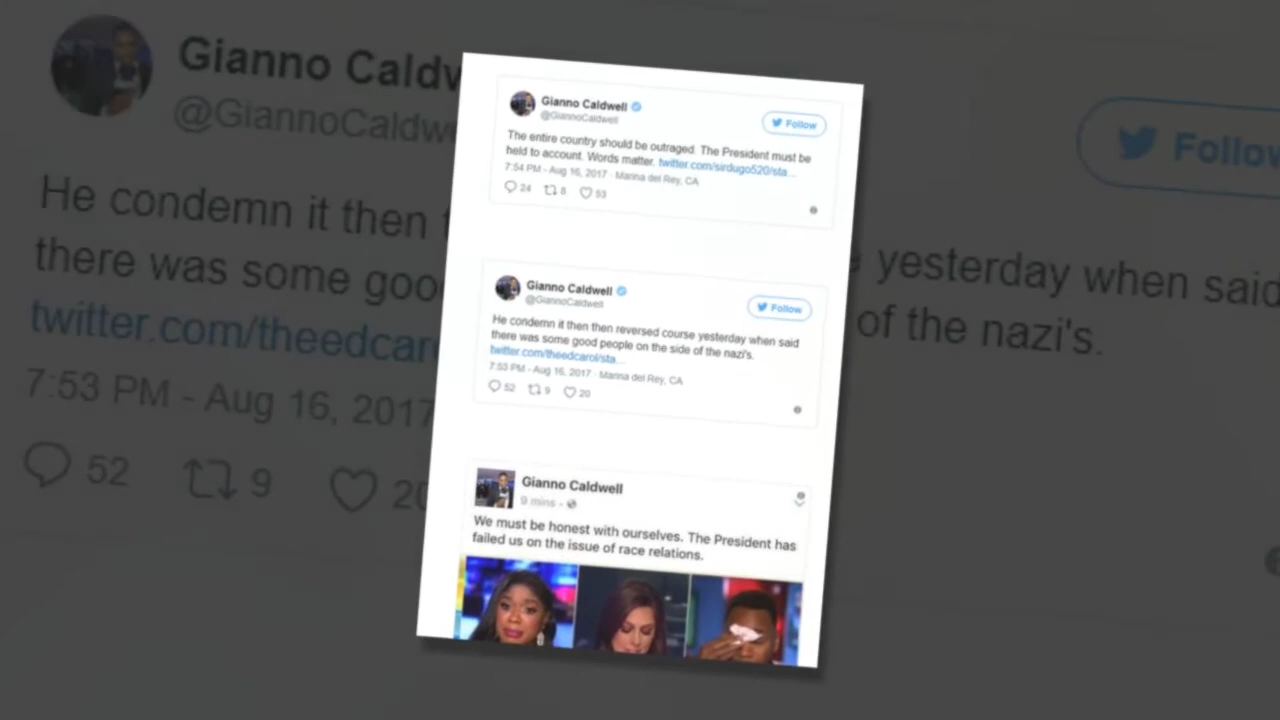 Gianno Caldw
@GiannoCaldwe
Follow
He condemn it then
yesterday when said
there was some goo
of the nazi's.
twitter.com/theedcaro
7:53 PM - Aug 16, 2017
52 9 20
Gianno Caldwell
@GiannoCaldwell
Follow
The entire country should be outraged. The President must be
held to account. Words matter. twitter.com/sirdugo520/sta...
7:54 PM - Aug 16, 2017 · Marina del Rey, CA
24 8 53
Gianno Caldwell
@GiannoCaldwell
Follow
He condemn it then then reversed course yesterday when said
there was some good people on the side of the nazi's.
twitter.com/theedcarol/sta...
7:53 PM - Aug 16, 2017 · Marina del Rey, CA
52 9 20
Gianno Caldwell
9 mins ·
We must be honest with ourselves. The President has
failed us on the issue of race relations.